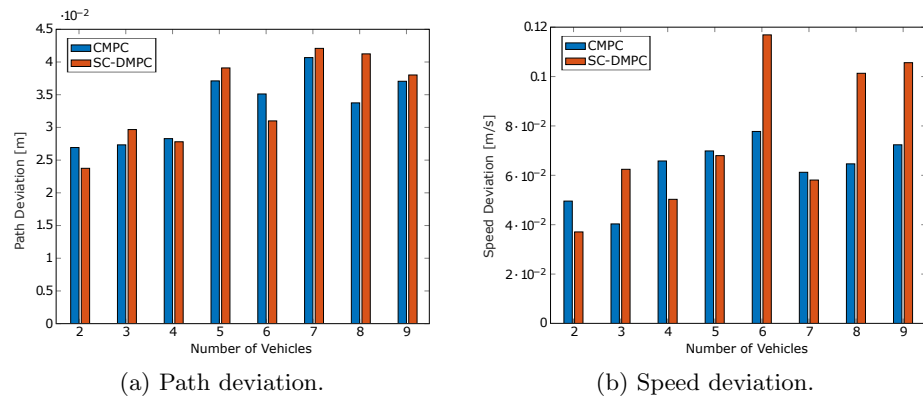 ·10⁻²
4.5
4
3.5
3
2.5
2
1.5
1
0.5
0
Path Deviation [m]
CMPC
SC-DMPC
2 3 4 5 6 7 8 9
Number of Vehicles
(a) Path deviation.
0.12
0.1
8·10⁻²
6·10⁻²
4·10⁻²
2·10⁻²
0
Speed Deviation [m/s]
CMPC
SC-DMPC
2 3 4 5 6 7 8 9
Number of Vehicles
(b) Speed deviation.